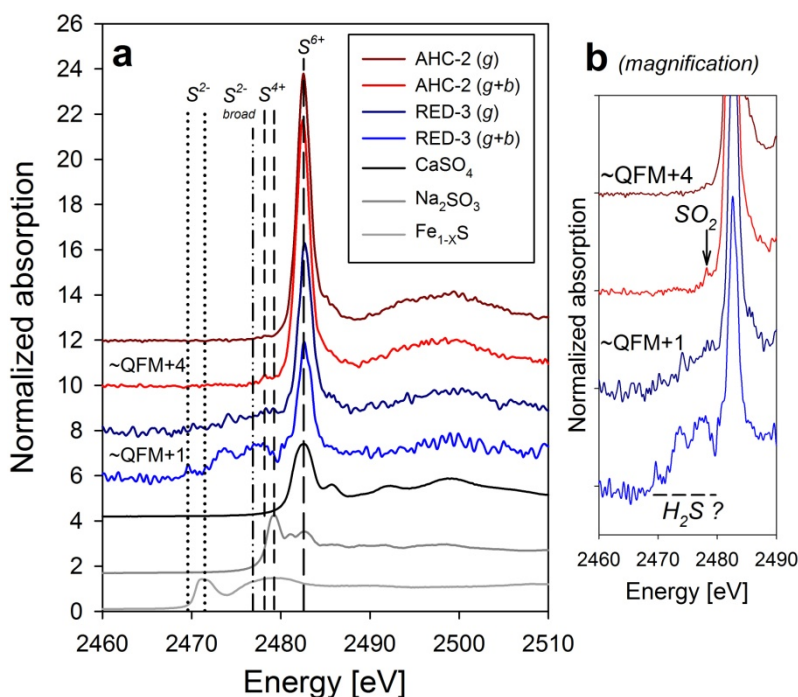 a
b (magnification)
S2-
S2-
broad
S4+
S6+
AHC-2 (g)
AHC-2 (g+b)
RED-3 (g)
RED-3 (g+b)
CaSO4
Na2SO3
Fe1-XS
~QFM+4
~QFM+1
26
24
22
20
18
16
14
12
10
8
6
4
2
0
Normalized absorption
2460 2470 2480 2490 2500 2510
Energy [eV]
~QFM+4
SO2
~QFM+1
H2S ?
Normalized absorption
2460 2470 2480 2490
Energy [eV]